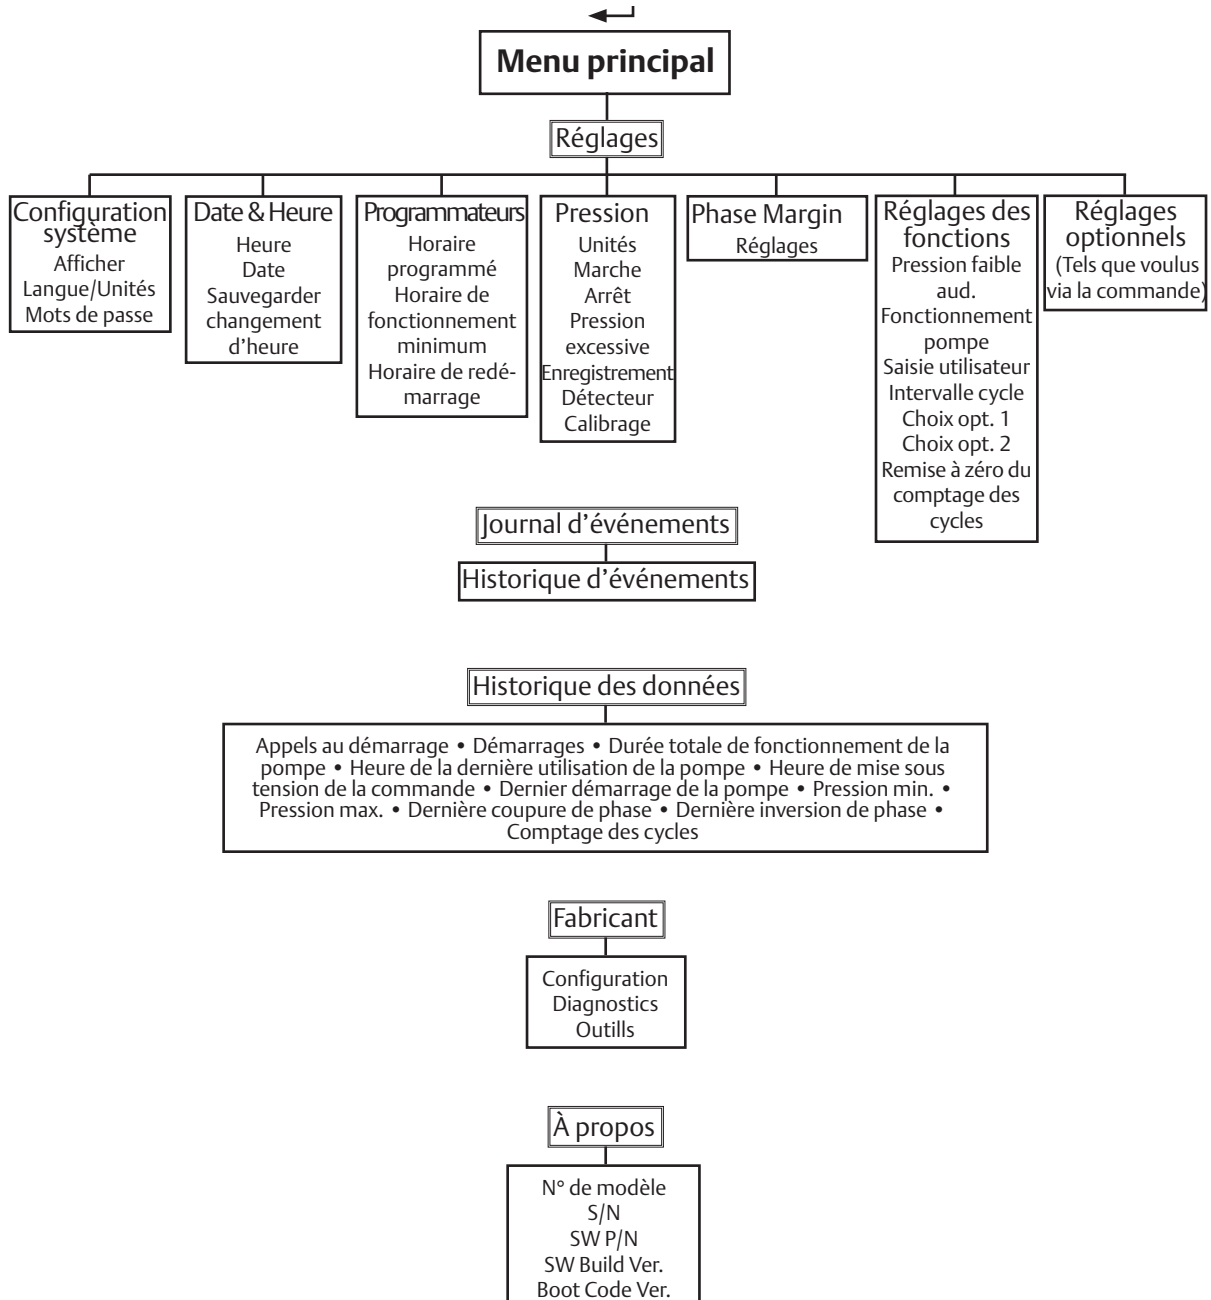 Menu principal
Réglages
Configuration
système
Afficher
Langue/Unités
Mots de passe
Date & Heure
Heure
Date
Sauvegarder
changement
d’heure
Programmateurs
Horaire
programmé
Horaire de
fonctionnement
minimum
Horaire de redé-
marrage
Pression
Unités
Marche
Arrêt
Pression
excessive
Enregistrement
Détecteur
Calibrage
Phase Margin
Réglages
Réglages des
fonctions
Pression faible
aud.
Fonctionnement
pompe
Saisie utilisateur
Intervalle cycle
Choix opt. 1
Choix opt. 2
Remise à zéro du
comptage des
cycles
Réglages
optionnels
(Tels que voulus
via la commande)
Journal d’événements
Historique d’événements
Historique des données
Appels au démarrage • Démarrages • Durée totale de fonctionnement de la
pompe • Heure de la dernière utilisation de la pompe • Heure de mise sous
tension de la commande • Dernier démarrage de la pompe • Pression min. •
Pression max. • Dernière coupure de phase • Dernière inversion de phase •
Comptage des cycles
Fabricant
Configuration
Diagnostics
Outills
À propos
N° de modèle
S/N
SW P/N
SW Build Ver.
Boot Code Ver.